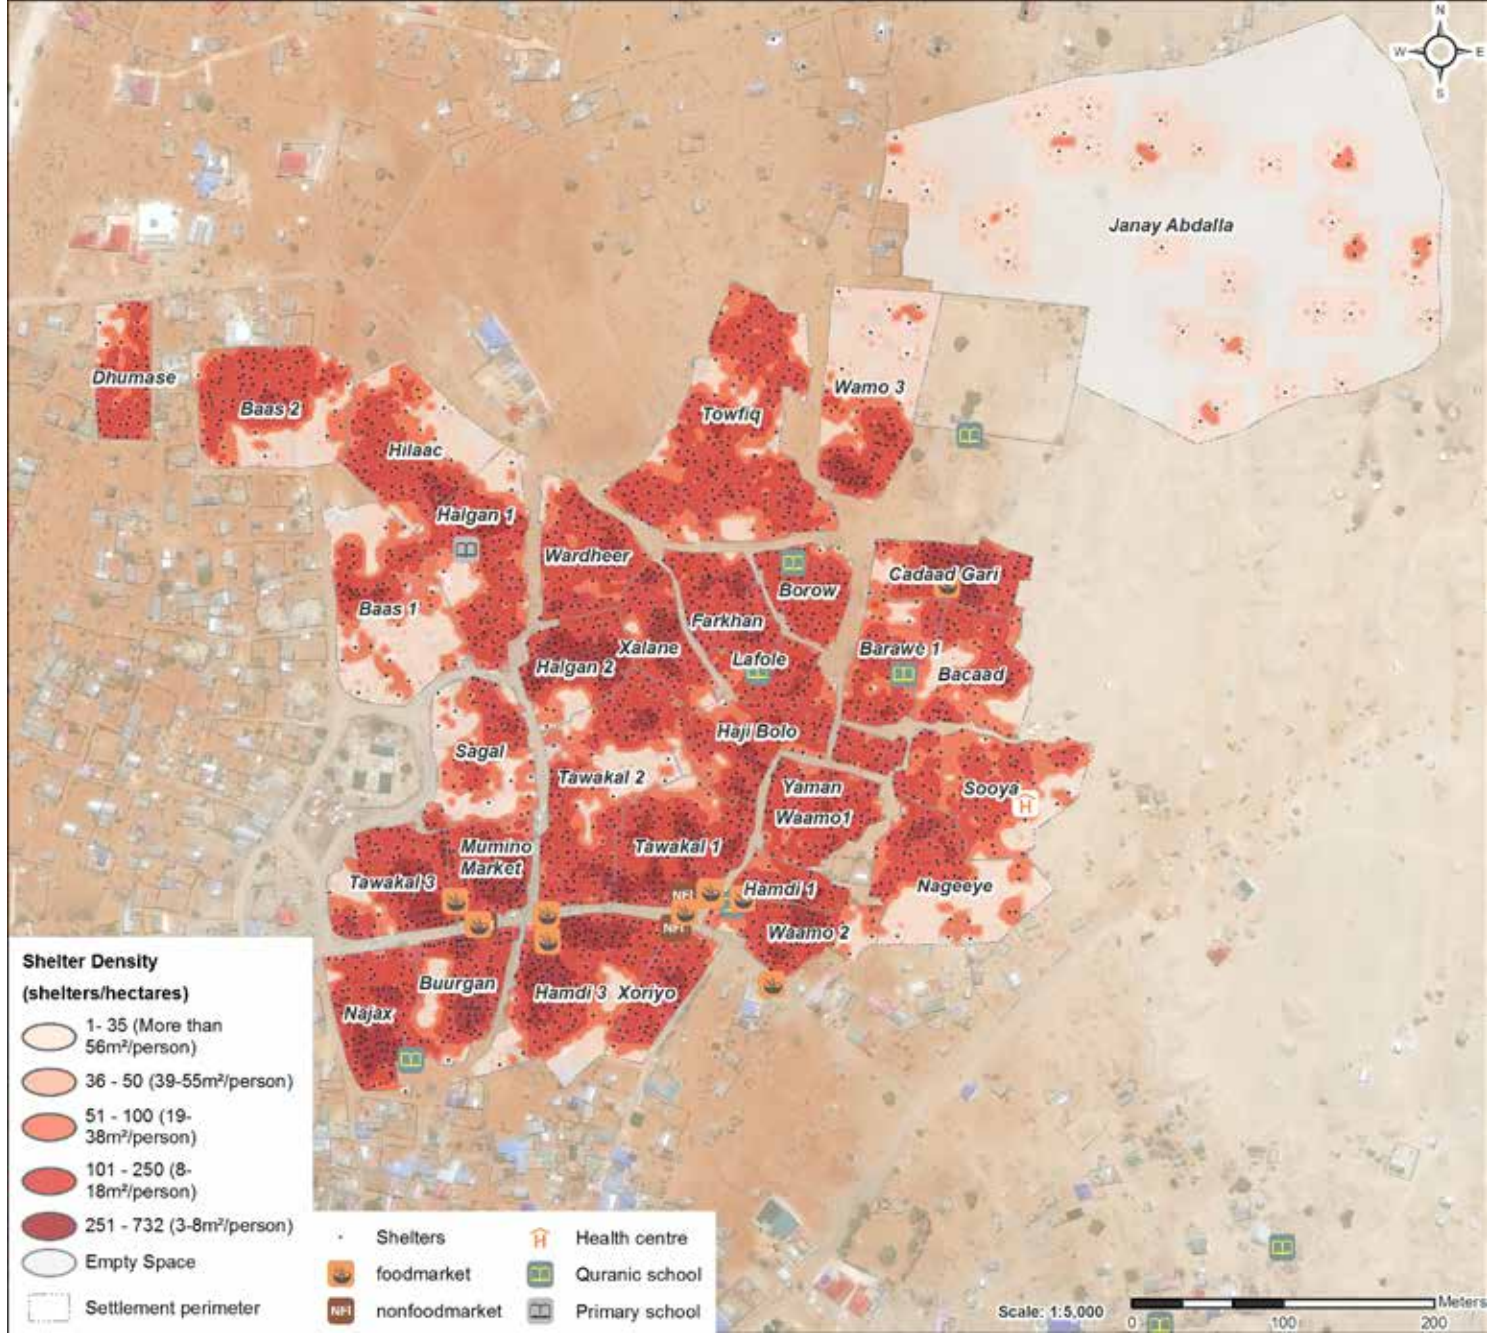 N
W
E
S
Janay Abdalla
Dhumase
Baas 2
Wamo 3
Towfiq
Hilaac
Halgan 1
Wardheer
Cadaad Gari
Borow
Baas 1
Farkhan
Xalane
Barawe 1
Lafole
Halgan 2
Bacaad
Haji Bolo
Sagal
Tawakal 2
Yaman
Sooya
H
Waamo1
Mumino
Market
Tawakal 1
Tawakal 3
Hamdi 1
Nageeye
NFI
NFI
Waamo 2
Buurgan
Hamdi 3
Xoriyo
Najax
Shelter Density
(shelters/hectares)
1- 35 (More than
56m²/person)
36 - 50 (39-55m²/person)
51 - 100 (19-
38m²/person)
101 - 250 (8-
18m²/person)
251 - 732 (3-8m²/person)
Empty Space
Settlement perimeter
Shelters
foodmarket
NFI
nonfoodmarket
H
Health centre
Quranic school
Primary school
Scale: 1:5,000
Meters
0
100
200